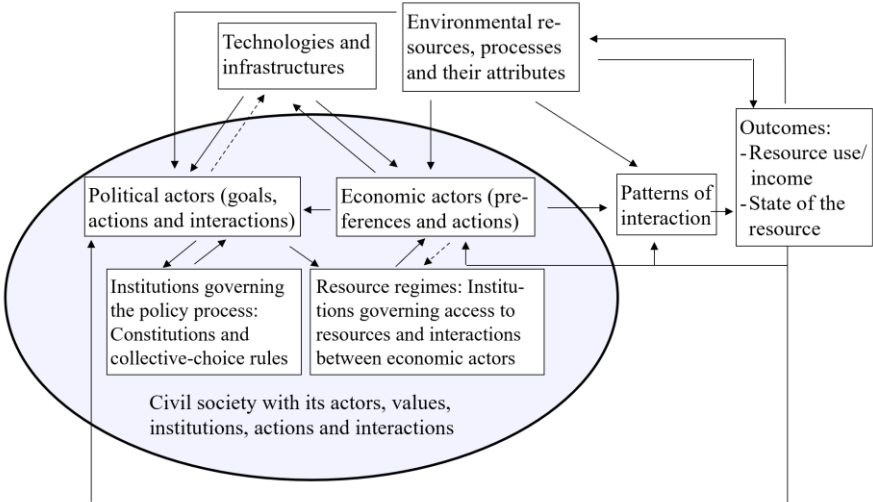 Technologies and
infrastructures
Environmental re-
sources, processes
and their attributes
Outcomes:
-Resource use/
income
-State of the
resource
Political actors (goals,
actions and interactions)
Economic actors (pre-
ferences and actions)
Patterns of
interaction
Institutions governing
the policy process:
Constitutions and
collective-choice rules
Resource regimes: Institu-
tions governing access to
resources and interactions
between economic actors
Civil society with its actors, values,
institutions, actions and interactions